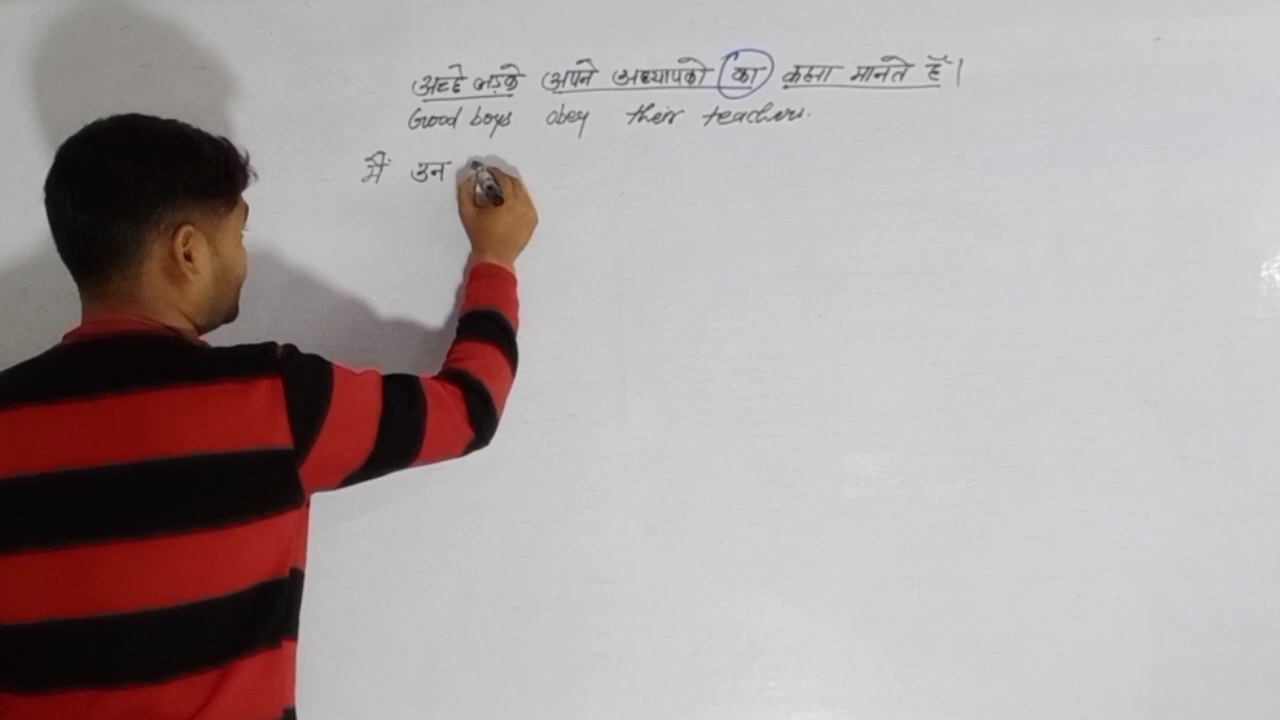 अच्छे लड़के अपने अध्यापको का कहना मानते हैं।
Good boys obey their teachers.
मैं उन